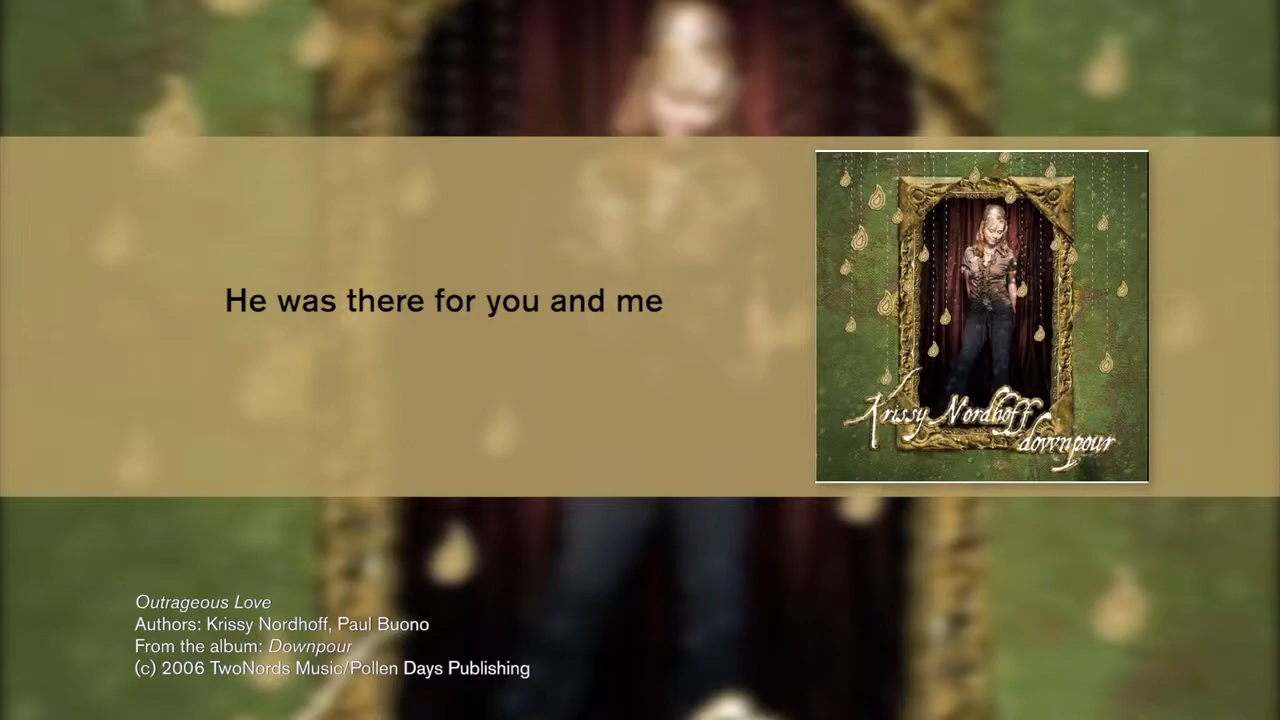 He was there for you and me
Krissy Nordhoff
downpour
Outrageous Love
Authors: Krissy Nordhoff, Paul Buono
From the album: Downpour
(c) 2006 TwoNords Music/Pollen Days Publishing